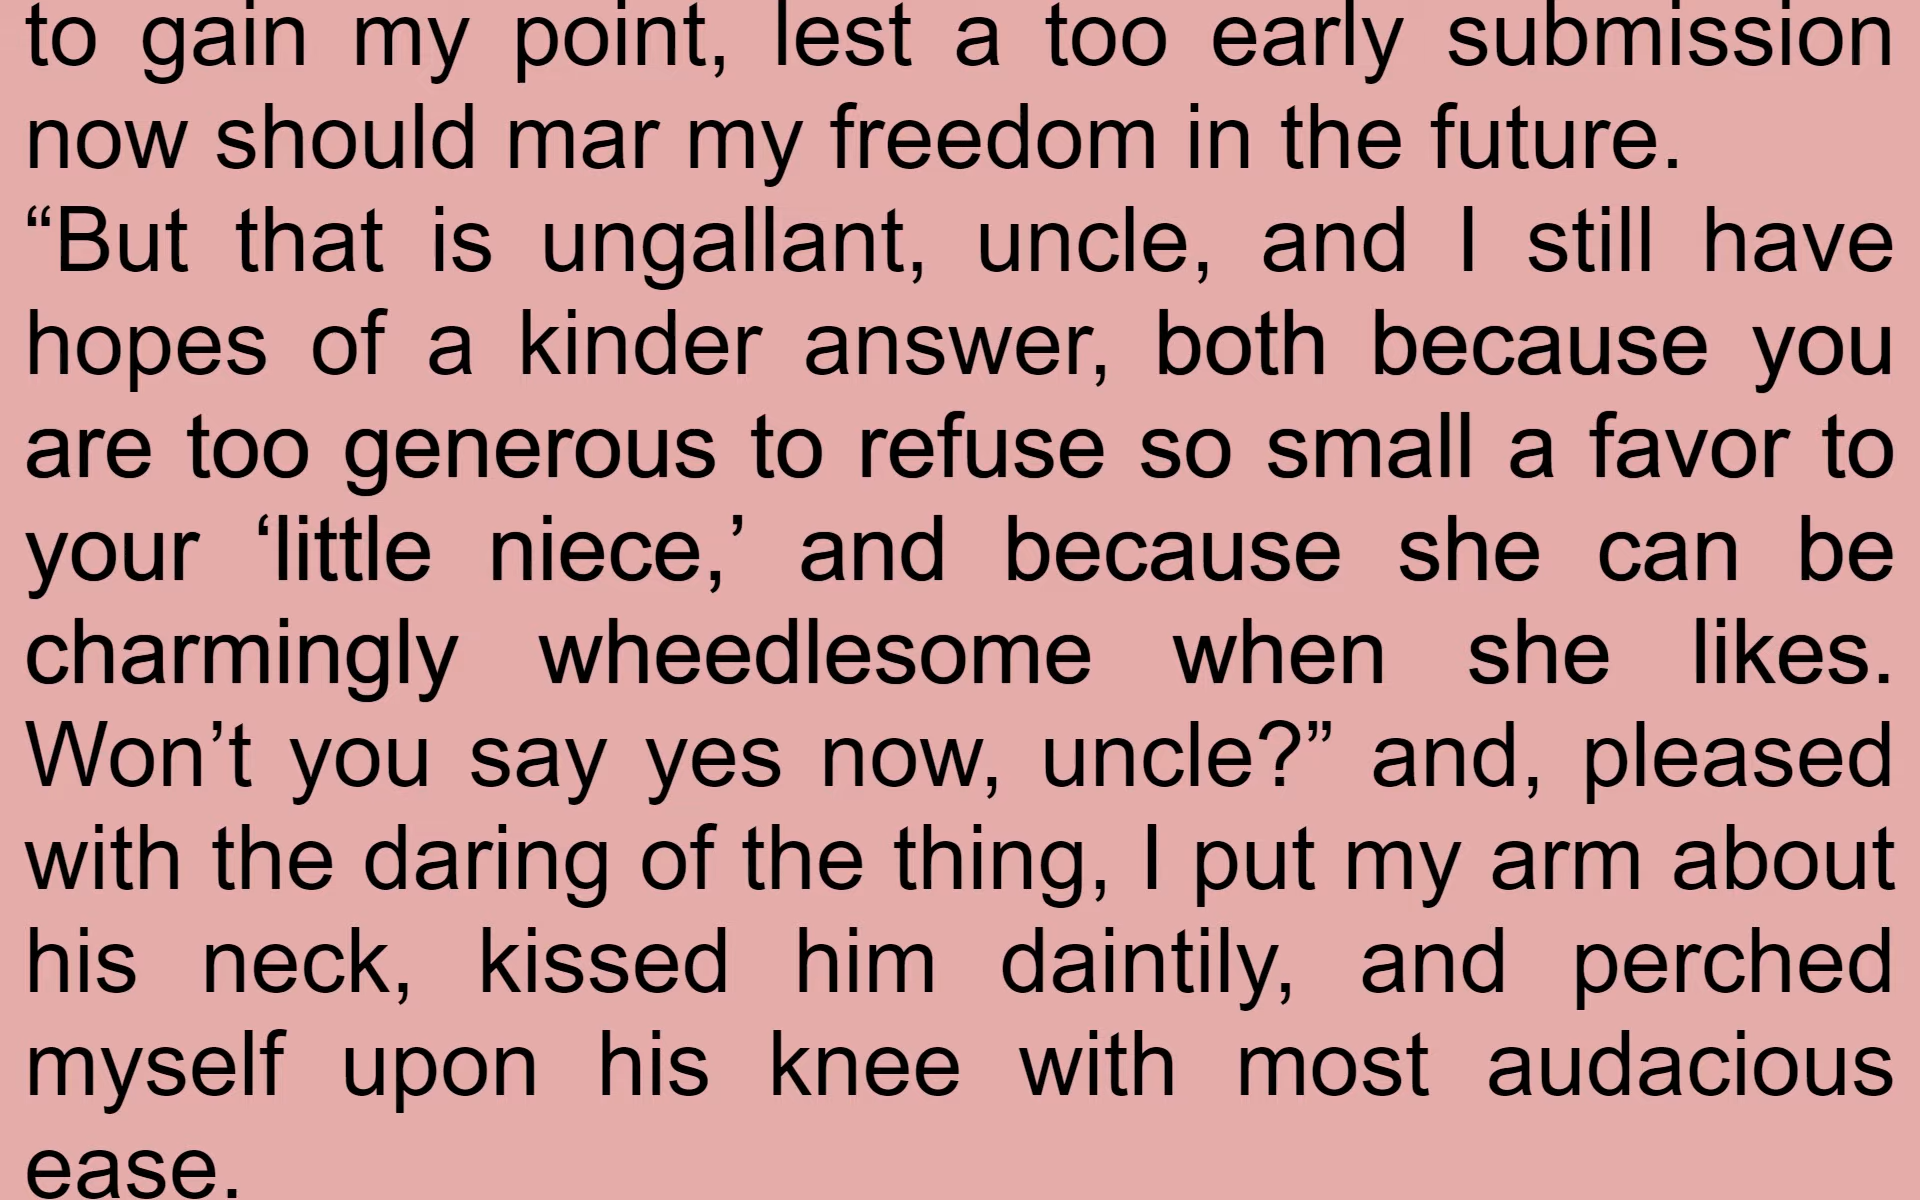 to gain my point, lest a too early submission
now should mar my freedom in the future.
“But that is ungallant, uncle, and I still have
hopes of a kinder answer, both because you
are too generous to refuse so small a favor to
your ‘little niece,’ and because she can be
charmingly wheedlesome when she likes.
Won’t you say yes now, uncle?” and, pleased
with the daring of the thing, I put my arm about
his neck, kissed him daintily, and perched
myself upon his knee with most audacious
ease.